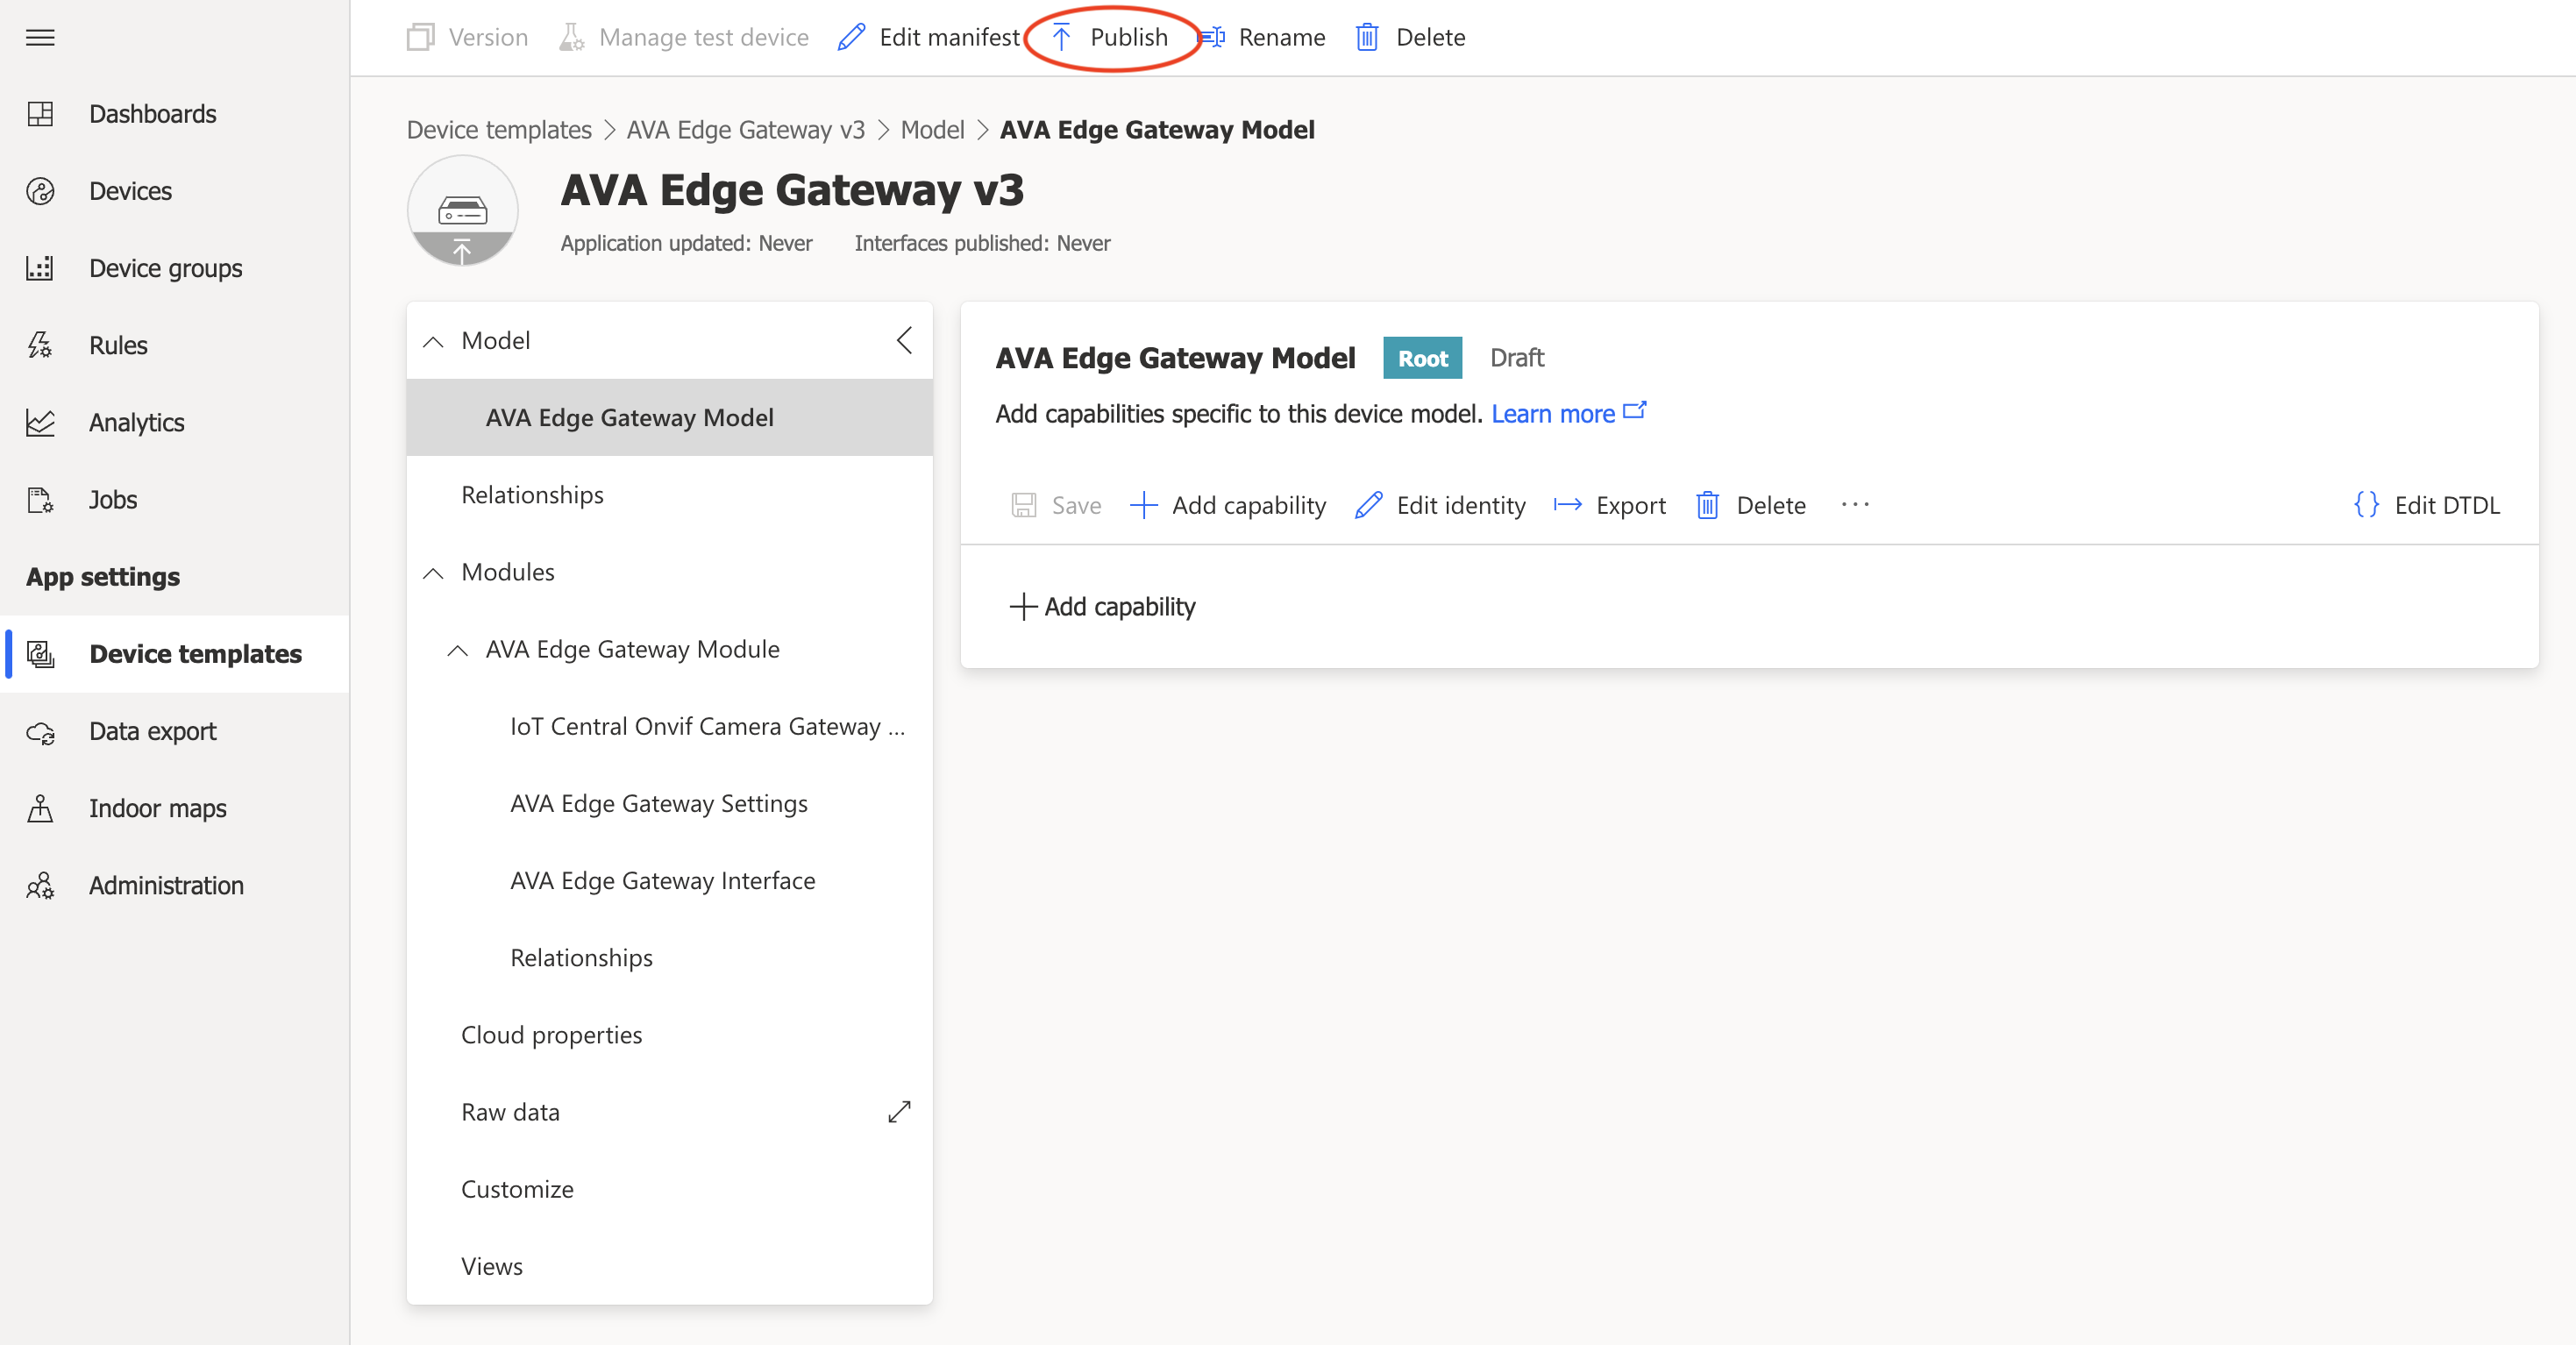 Version Manage test device Edit manifest Publish Rename Delete
Dashboards
Devices
Device groups
Rules
Analytics
Jobs
App settings
Device templates
Data export
Indoor maps
Administration
Device templates > AVA Edge Gateway v3 > Model > AVA Edge Gateway Model
AVA Edge Gateway v3
Application updated: Never Interfaces published: Never
Model
AVA Edge Gateway Model
Relationships
Modules
AVA Edge Gateway Module
IoT Central Onvif Camera Gateway ...
AVA Edge Gateway Settings
AVA Edge Gateway Interface
Relationships
Cloud properties
Raw data
Customize
Views
AVA Edge Gateway Model Root Draft
Add capabilities specific to this device model. Learn more
Save Add capability Edit identity Export Delete ··· {} Edit DTDL
Add capability